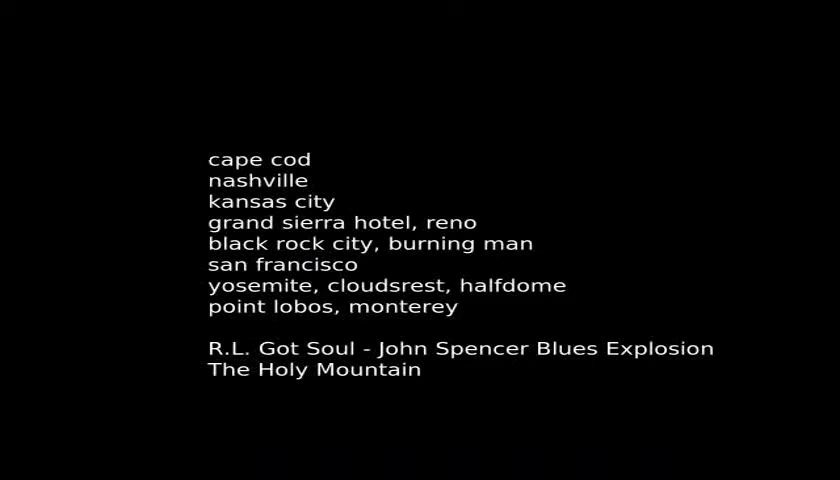 cape cod
nashville
kansas city
grand sierra hotel, reno
black rock city, burning man
san francisco
yosemite, cloudsrest, halfdome
point lobos, monterey
R.L. Got Soul - John Spencer Blues Explosion
The Holy Mountain